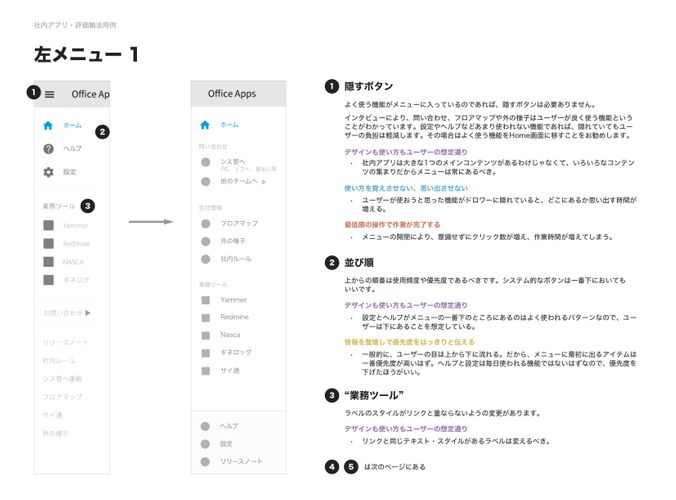 社内アプリ・評価軸活用例
左メニュー 1
1
Office Ap
ホーム
2
ヘルプ
設定
業務ツール
3
Yammer
Redmine
NASCA
ギネログ
お問い合わせ ▶
リリースノート
社内ルール
シス管へ連絡
フロアマップ
サイ通
外の様子
Office Apps
ホーム
問い合わせ
シス管へ
PC、ソフト、貸出し等
他のチームへ ▶
会社情報
フロアマップ
外の様子
社内ルール
業務ツール
Yammer
Redmine
Nasca
ギネロッグ
サイ通
ヘルプ
設定
リリースノート
1 隠すボタン
よく使う機能がメニューに入っているのであれば、隠すボタンは必要ありません。
インタビューにより、問い合わせ、フロアマップや外の様子はユーザーが良く使う機能という
ことがわかっています。設定やヘルプなどあまり使われない機能であれば、隠れていてもユー
ザーの負担は軽減します。その場合はよく使う機能をHome画面に移すことをお勧めします。
デザインも使い方もユーザーの想定通り
・ 社内アプリは大きな1つのメインコンテンツがあるわけじゃなくて、いろいろなコンテン
ツの集まりだからメニューは常にあるべき。
使い方を覚えさせない、思い出させない
・ ユーザーが使おうと思った機能がドロワーに隠れていると、どこにあるか思い出す時間が
増える。
最低限の操作で作業が完了する
・ メニューの開閉により、意識せずにクリック数が増え、作業時間が増えてしまう。
2 並び順
上からの順番は使用頻度や優先度であるべきです。システム的なボタンは一番下においても
いいです。
デザインも使い方もユーザーの想定通り
・ 設定とヘルプがメニューの一番下のところにあるのはよく使われるパターンなので、ユー
ザーは下にあることを想定している。
情報を整理して優先度をはっきりと伝える
・ 一般的に、ユーザーの目は上から下に流れる。だから、メニューに最初に出るアイテムは
一番優先度が高いはず。ヘルプと設定は毎日使われる機能ではないはずなので、優先度を
下げたほうがいい。
3 “業務ツール”
ラベルのスタイルがリンクと重ならないような変更があります。
デザインも使い方もユーザーの想定通り
・ リンクと同じテキスト・スタイルがあるラベルは変えるべき。
4 5 は次のページにある